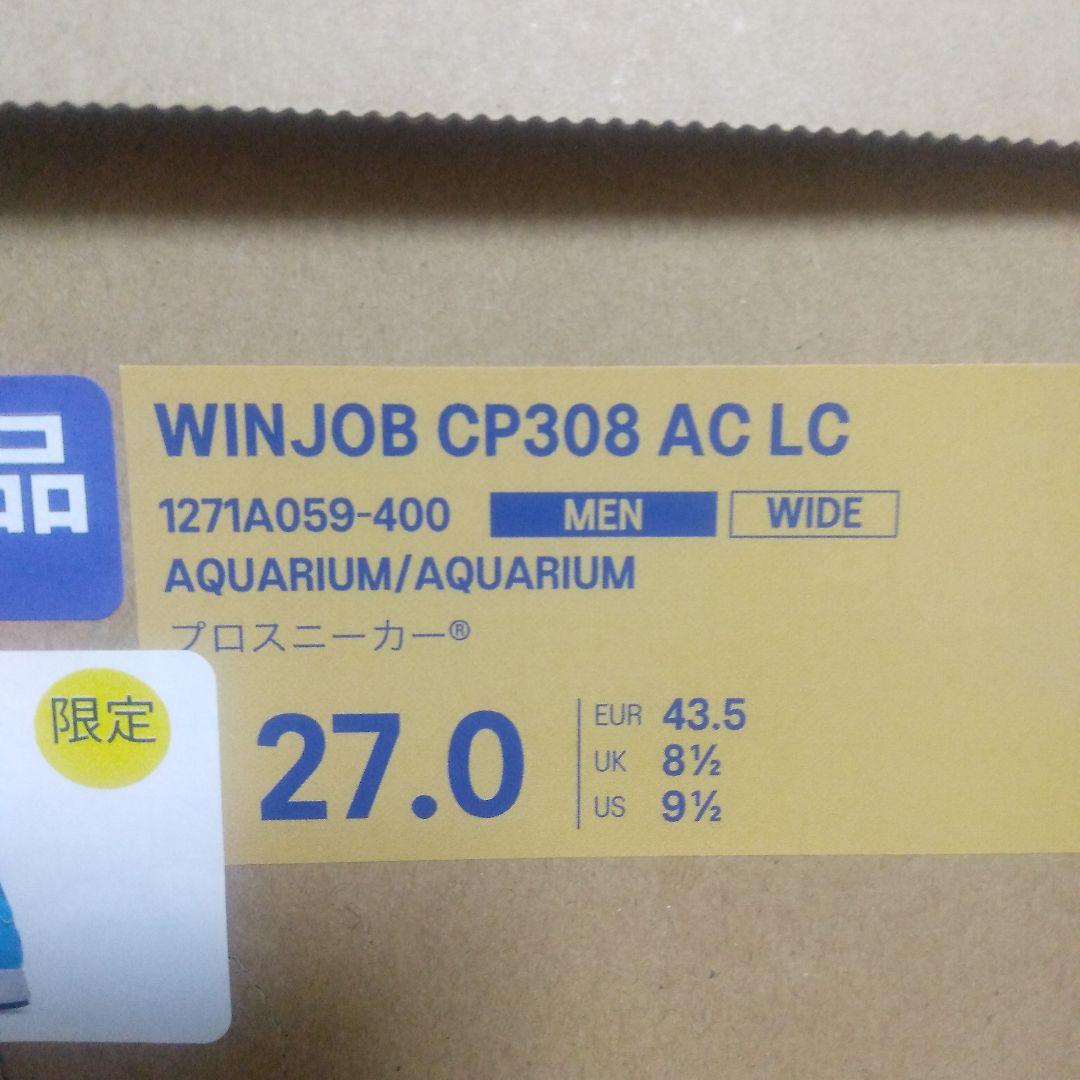 品
WINJOB CP308 AC LC
1271A059-400 MEN WIDE
AQUARIUM/AQUARIUM
プロスニーカー®
限定
27.0
EUR 43.5
UK 8½
US 9½